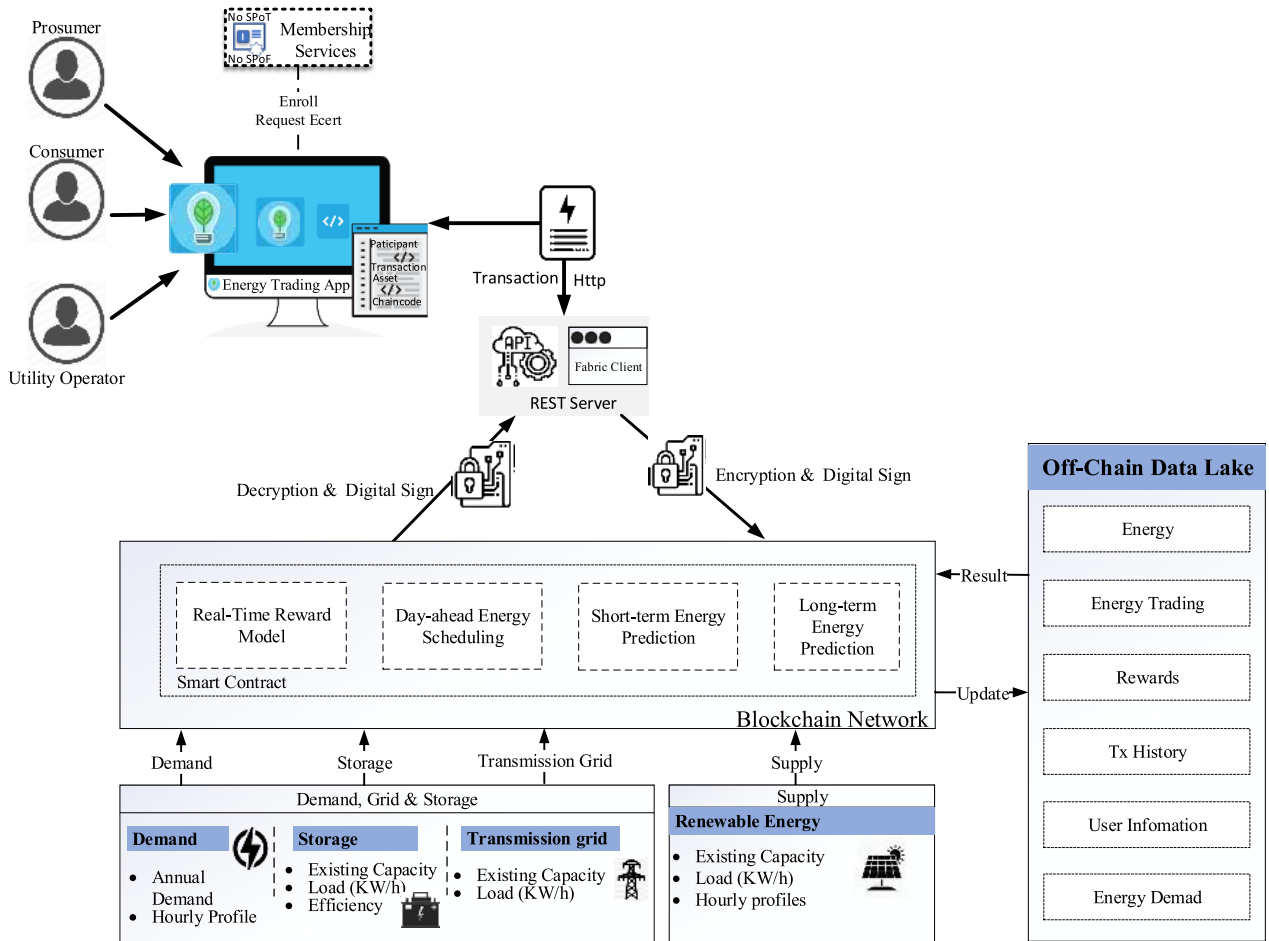 Prosumer
No SPoT
No SPoF
Membership
Services
Enroll
Request Ecert
Consumer
</>
Paticipant
</>
Transaction
Asset
</>
Chaincode
Energy Trading App
Utility Operator
Transaction
Http
API
Fabric Client
REST Server
Decryption & Digital Sign
Encryption & Digital Sign
Off-Chain Data Lake
Energy
Energy Trading
Rewards
Tx History
User Infomation
Energy Demad
Result
Update
Real-Time Reward
Model
Day-ahead Energy
Scheduling
Short-term Energy
Prediction
Long-term
Energy
Prediction
Smart Contract
Blockchain Network
Demand
Storage
Transmission Grid
Supply
Demand, Grid & Storage
Demand
• Annual
Demand
• Hourly Profile
Storage
• Existing Capacity
• Load (KW/h)
• Efficiency
Transmission grid
• Existing Capacity
• Load (KW/h)
Supply
Renewable Energy
• Existing Capacity
• Load (KW/h)
• Hourly profiles